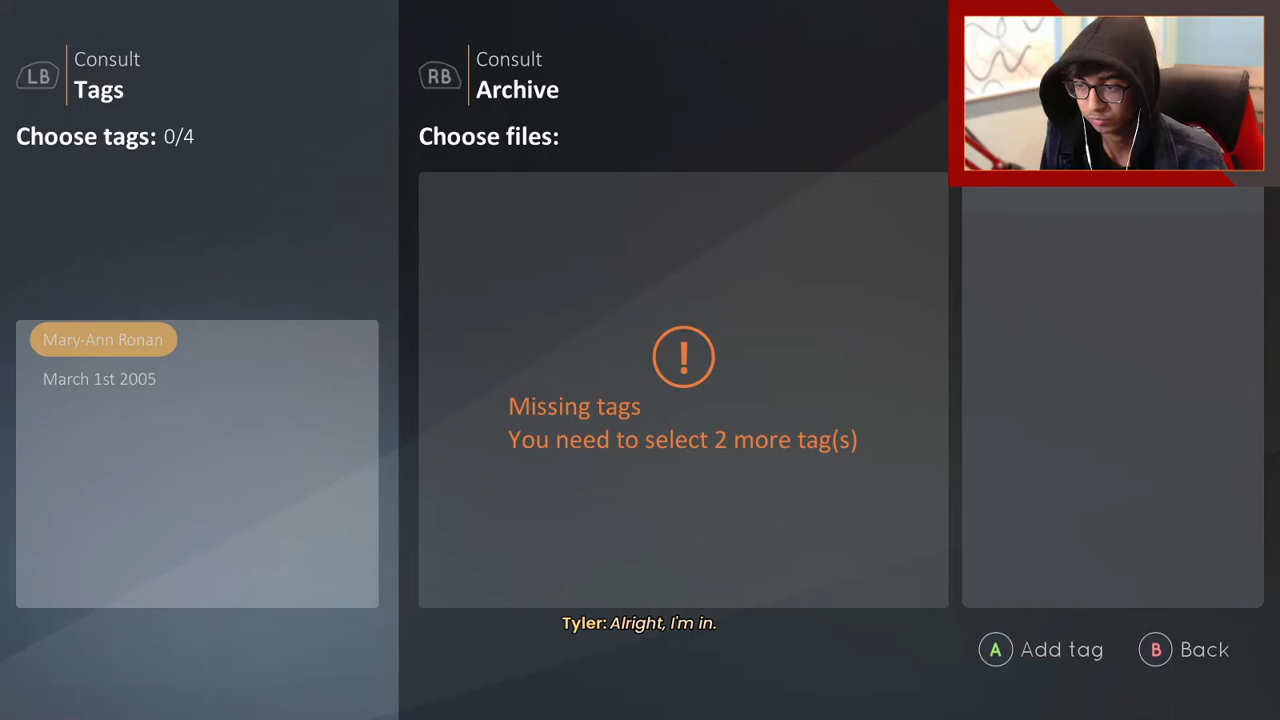 LB
Consult
Tags
Choose tags: 0/4
Mary-Ann Ronan
March 1st 2005
RB
Consult
Archive
Choose files:
!
Missing tags
You need to select 2 more tag(s)
Tyler: Alright, I'm in.
A Add tag
B Back